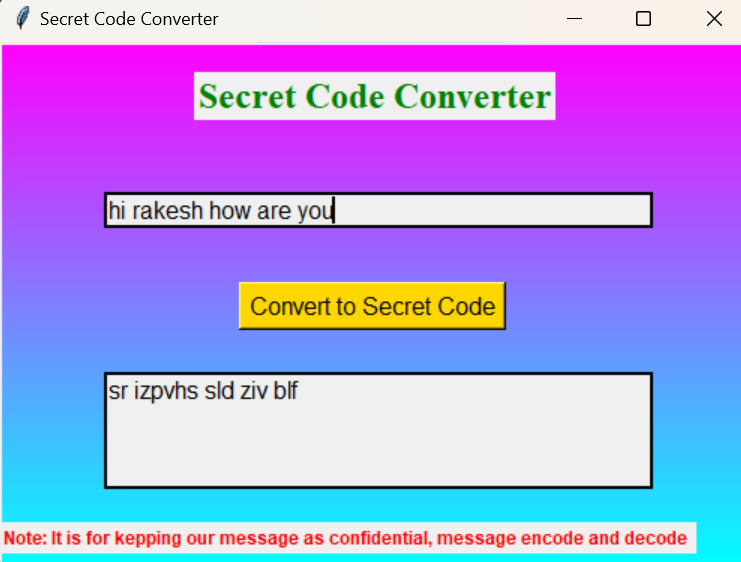 Secret Code Converter
Secret Code Converter
hi rakesh how are you
Convert to Secret Code
sr izpvhs sld ziv blf
Note: It is for kepping our message as confidential, message encode and decode